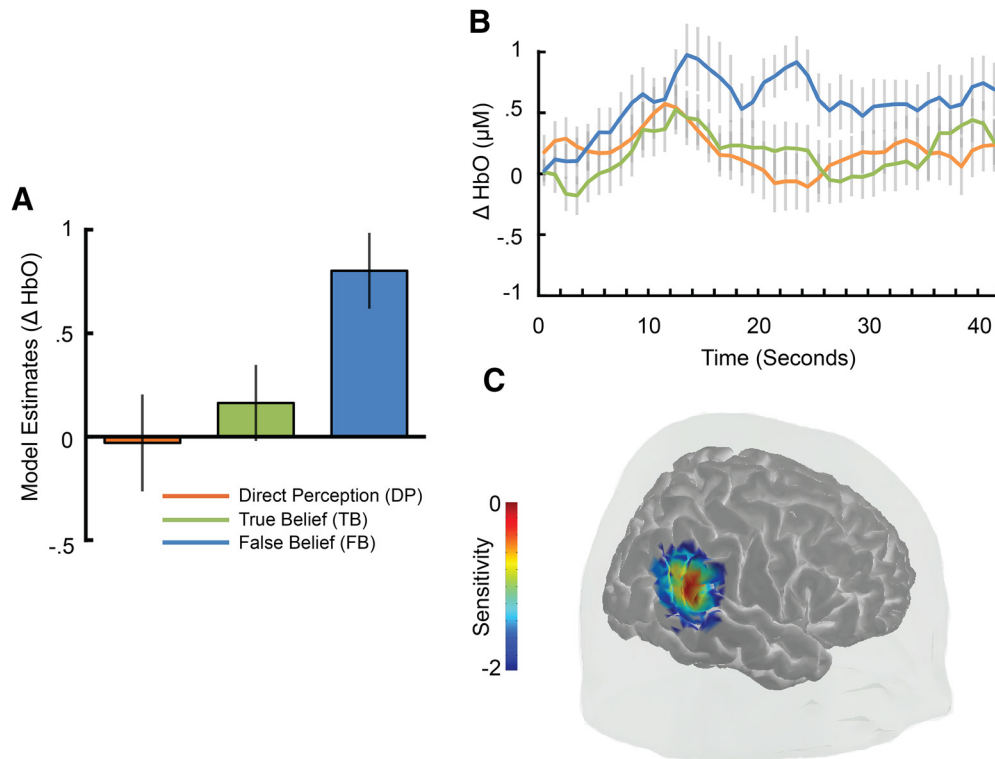 A
Model Estimates (Δ HbO)
1
.5
0
-.5
Direct Perception (DP)
True Belief (TB)
False Belief (FB)
B
Δ HbO (μM)
1
.5
0
-.5
-1
0 10 20 30 40
Time (Seconds)
C
Sensitivity
0
-2